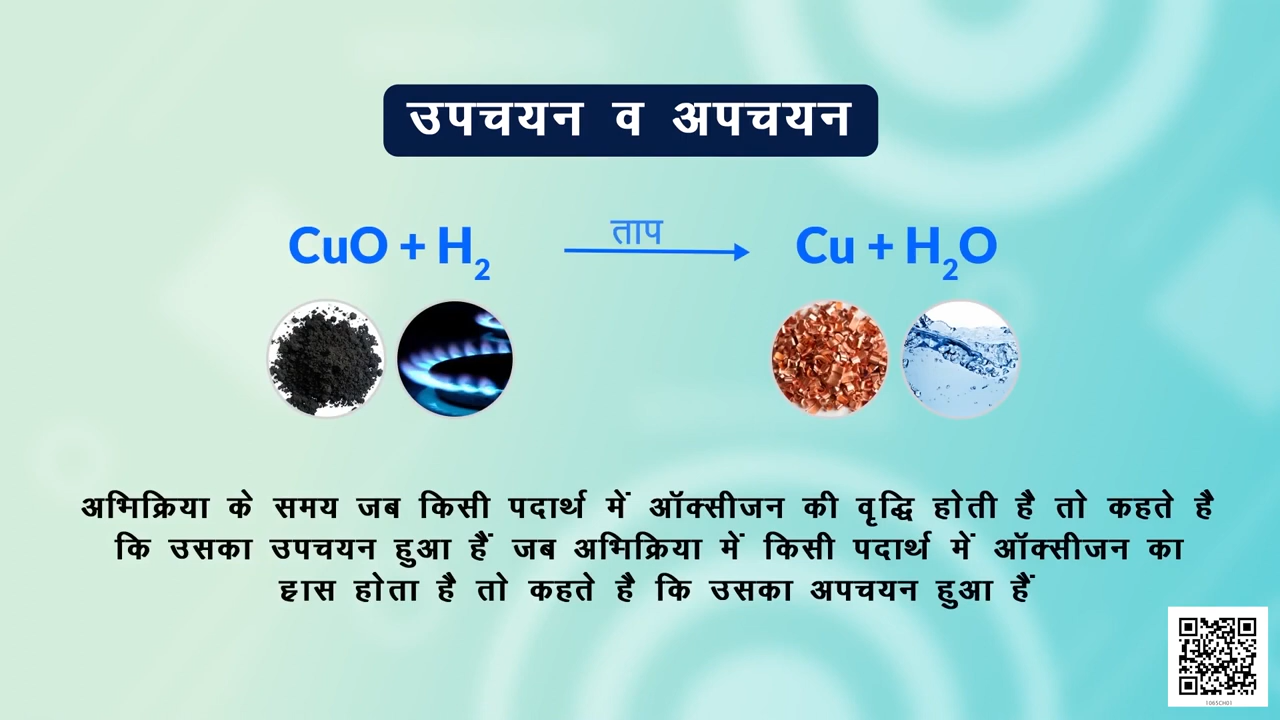 उपचयन व अपचयन
CuO + H₂ ताप Cu + H₂O
अभिक्रिया के समय जब किसी पदार्थ में ऑक्सीजन की वृद्धि होती है तो कहते है
कि उसका उपचयन हुआ हैं जब अभिक्रिया में किसी पदार्थ में ऑक्सीजन का
ह्रास होता है तो कहते है कि उसका अपचयन हुआ हैं
1065CH01